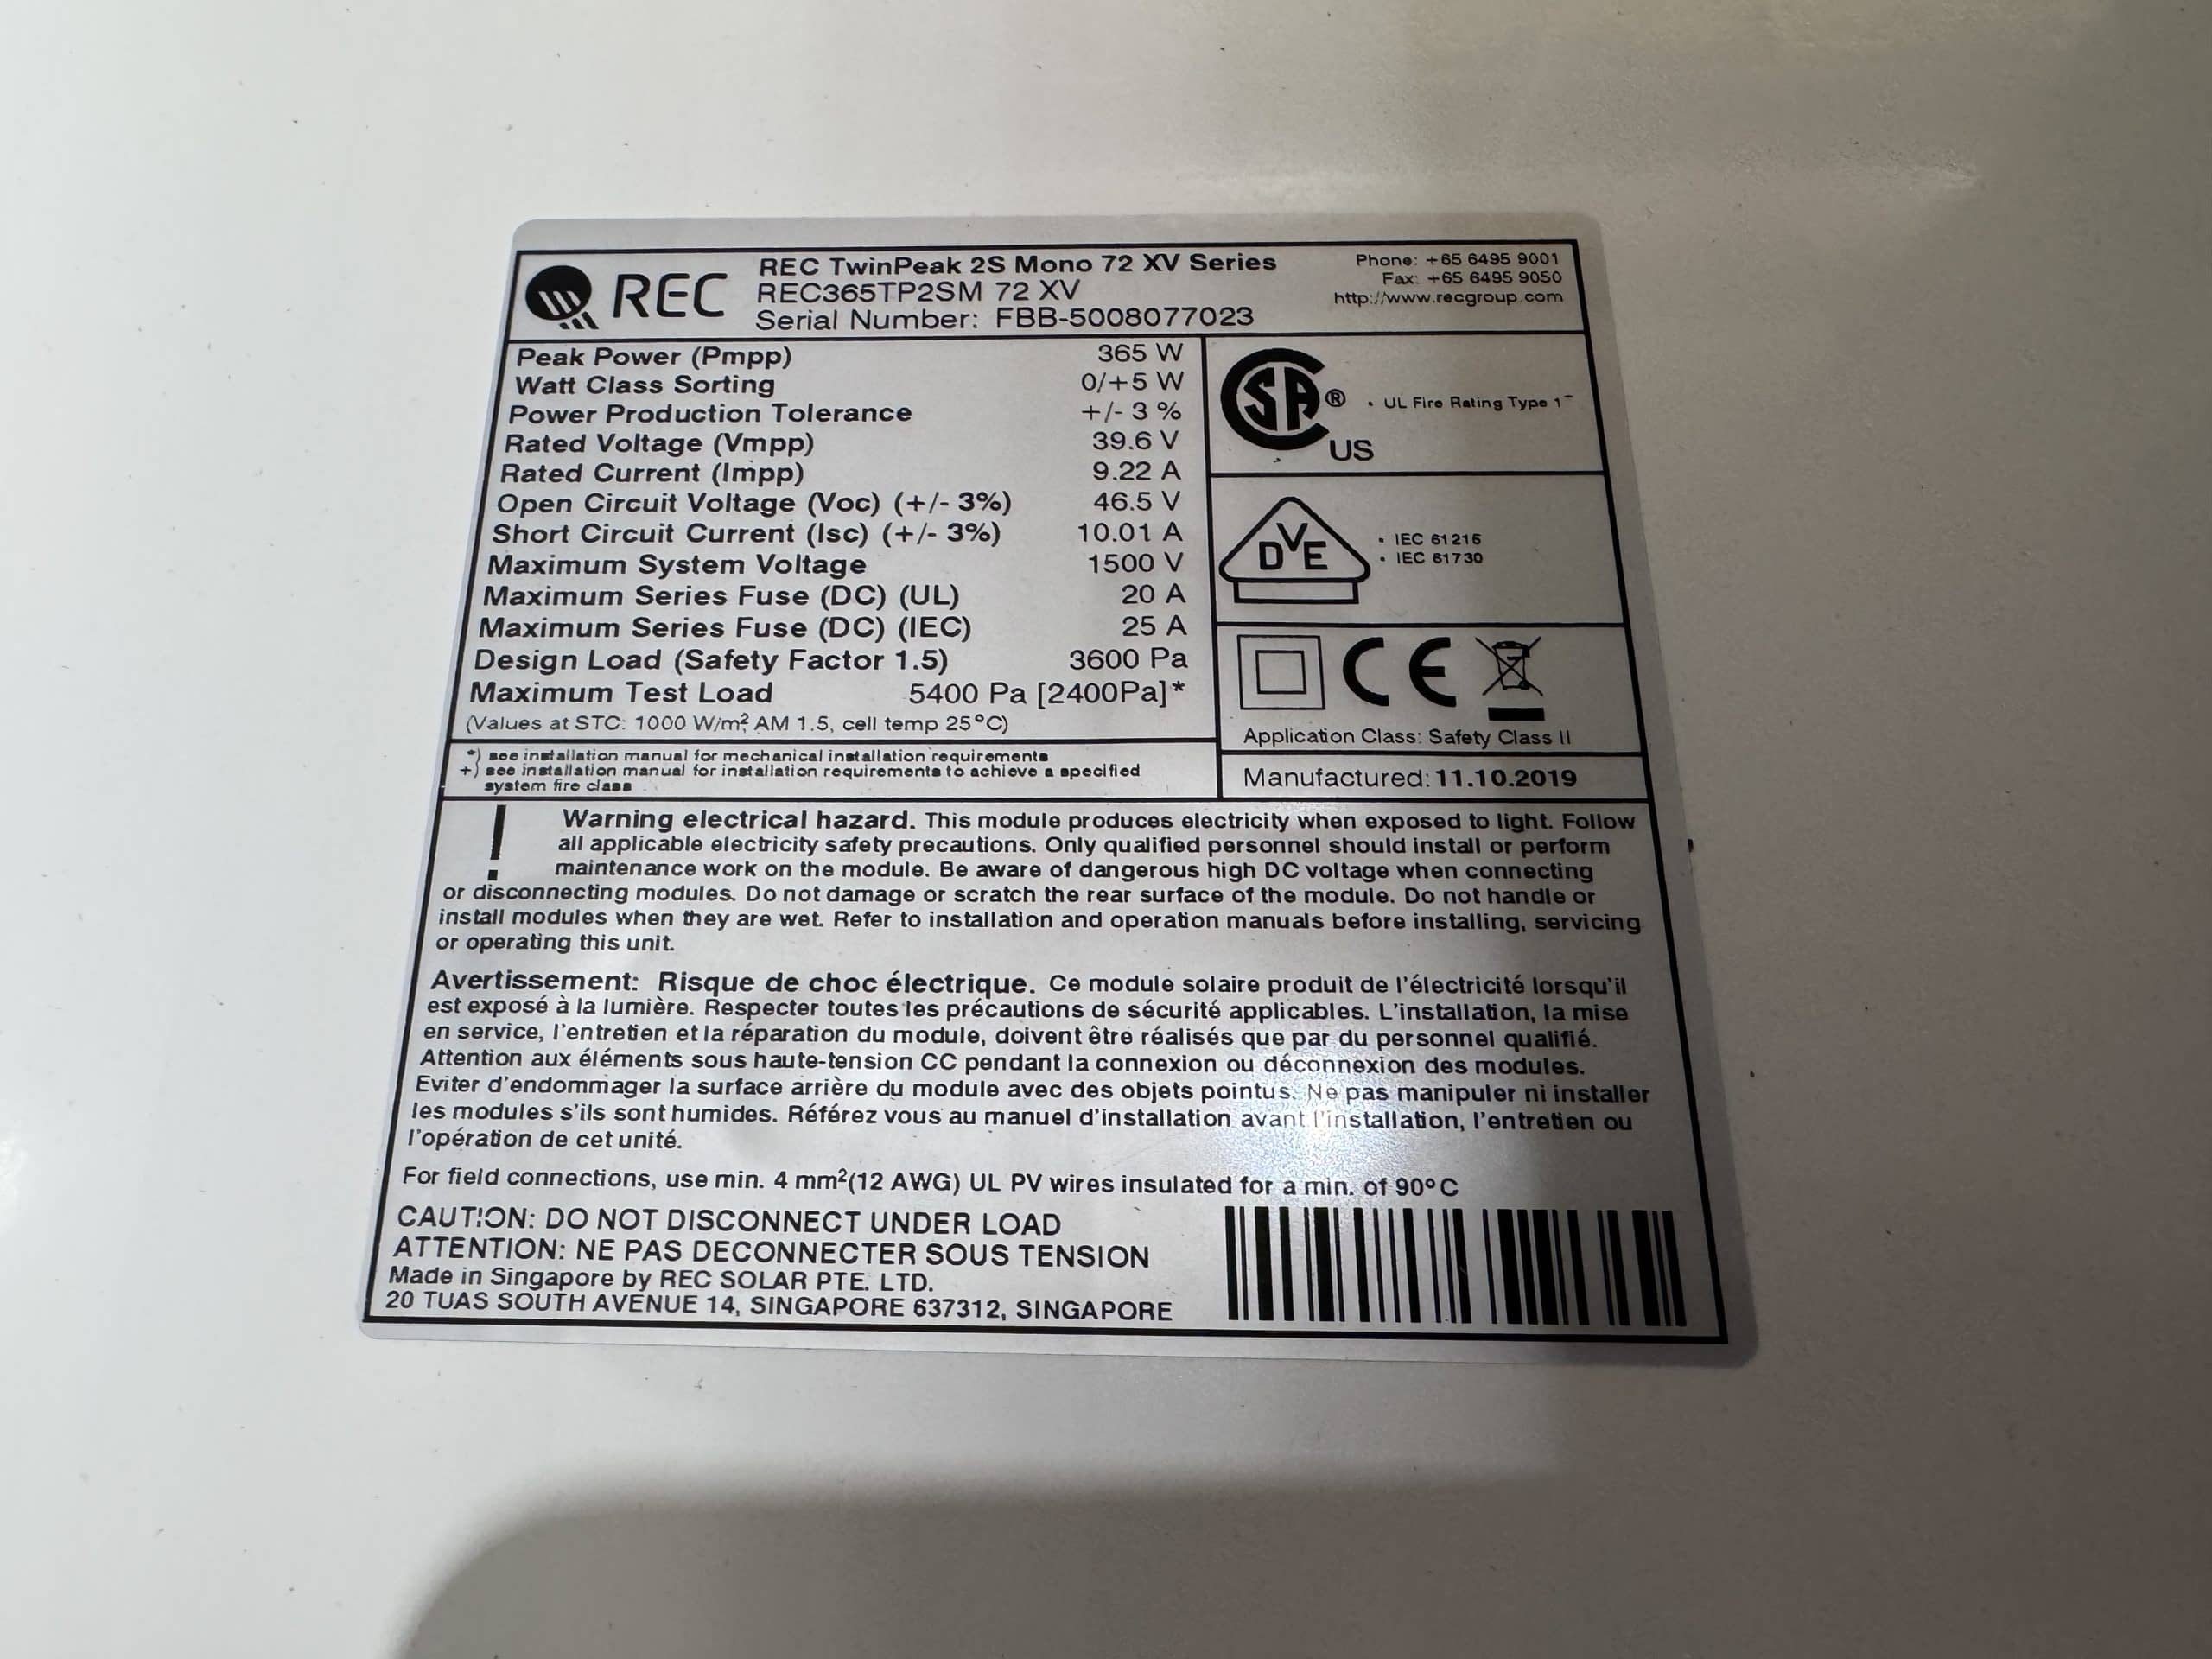 REC
REC TwinPeak 2S Mono 72 XV Series
REC365TP2SM 72 XV
Serial Number: FBB-5008077023
Phone: +65 6495 9001
Fax: +65 6495 9050
http://www.recgroup.com
Peak Power (Pmpp) 365 W
Watt Class Sorting 0/+5 W
Power Production Tolerance +/- 3 %
Rated Voltage (Vmpp) 39.6 V
Rated Current (Impp) 9.22 A
Open Circuit Voltage (Voc) (+/- 3%) 46.5 V
Short Circuit Current (Isc) (+/- 3%) 10.01 A
Maximum System Voltage 1500 V
Maximum Series Fuse (DC) (UL) 20 A
Maximum Series Fuse (DC) (IEC) 25 A
Design Load (Safety Factor 1.5) 3600 Pa
Maximum Test Load 5400 Pa [2400Pa]*
(Values at STC: 1000 W/m², AM 1.5, cell temp 25°C)
*) see installation manual for mechanical installation requirements
+) see installation manual for installation requirements to achieve a specified
system fire class
SA® US
• UL Fire Rating Type 1
DVE
• IEC 61215
• IEC 61730
CE
Application Class: Safety Class II
Manufactured: 11.10.2019
! Warning electrical hazard. This module produces electricity when exposed to light. Follow
all applicable electricity safety precautions. Only qualified personnel should install or perform
maintenance work on the module. Be aware of dangerous high DC voltage when connecting
or disconnecting modules. Do not damage or scratch the rear surface of the module. Do not handle or
install modules when they are wet. Refer to installation and operation manuals before installing, servicing
or operating this unit.
Avertissement: Risque de choc électrique. Ce module solaire produit de l'électricité lorsqu'il
est exposé à la lumière. Respecter toutes les précautions de sécurité applicables. L'installation, la mise
en service, l'entretien et la réparation du module, doivent être réalisés que par du personnel qualifié.
Attention aux éléments sous haute-tension CC pendant la connexion ou déconnexion des modules.
Eviter d'endommager la surface arrière du module avec des objets pointus. Ne pas manipuler ni installer
les modules s'ils sont humides. Référez vous au manuel d'installation avant l'installation, l'entretien ou
l'opération de cet unité.
For field connections, use min. 4 mm²(12 AWG) UL PV wires insulated for a min. of 90°C
CAUTION: DO NOT DISCONNECT UNDER LOAD
ATTENTION: NE PAS DECONNECTER SOUS TENSION
Made in Singapore by REC SOLAR PTE. LTD.
20 TUAS SOUTH AVENUE 14, SINGAPORE 637312, SINGAPORE